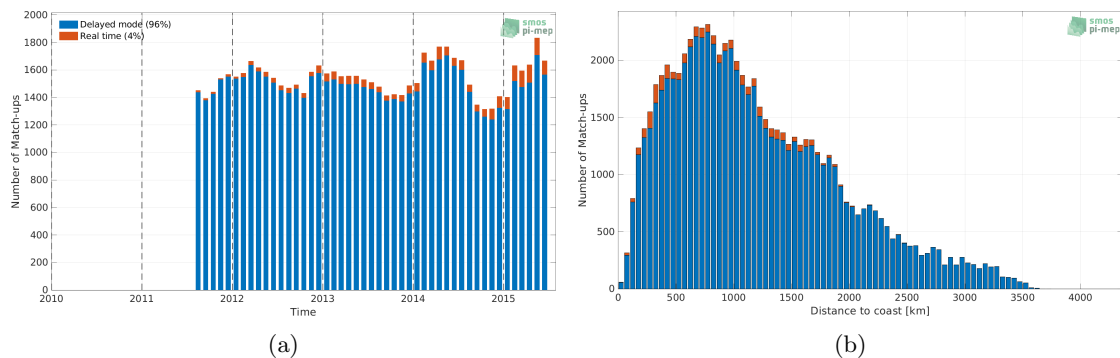 Delayed mode (96%)
Real time (4%)
smos
pi-mep
2000
1800
1600
1400
1200
1000
800
600
400
200
0
Number of Match-ups
2010 2011 2012 2013 2014 2015
Time
(a)
smos
pi-mep
2000
1500
1000
500
0
Number of Match-ups
0 500 1000 1500 2000 2500 3000 3500 4000
Distance to coast [km]
(b)